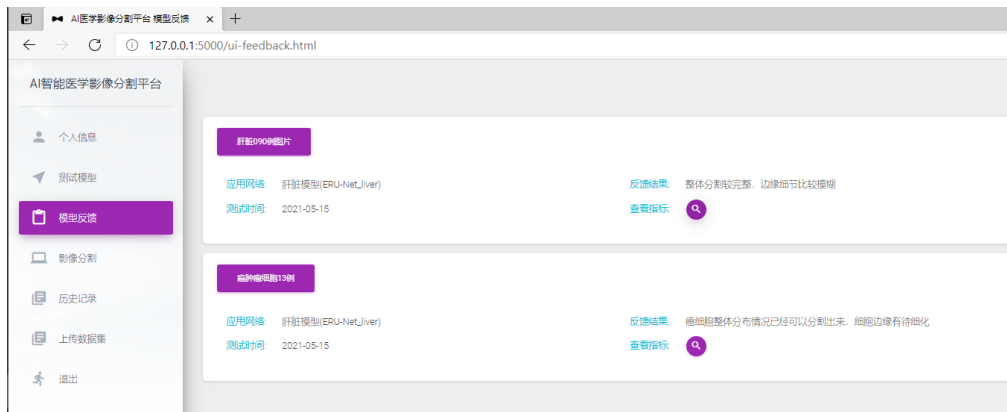 AI医学影像分割平台 模型反馈
127.0.0.1:5000/ui-feedback.html
AI智能医学影像分割平台
个人信息
测试模型
模型反馈
影像分割
历史记录
上传数据集
退出
肝脏090例图片
应用网络: 肝脏模型(ERU-Net_liver)
反馈结果: 整体分割较完整，边缘细节比较模糊
测试时间: 2021-05-15
查看指标:
癌肿瘤细胞13例
应用网络: 肝脏模型(ERU-Net_liver)
反馈结果: 癌细胞整体分布情况已经可以分割出来，细胞边缘有待细化
测试时间: 2021-05-15
查看指标: